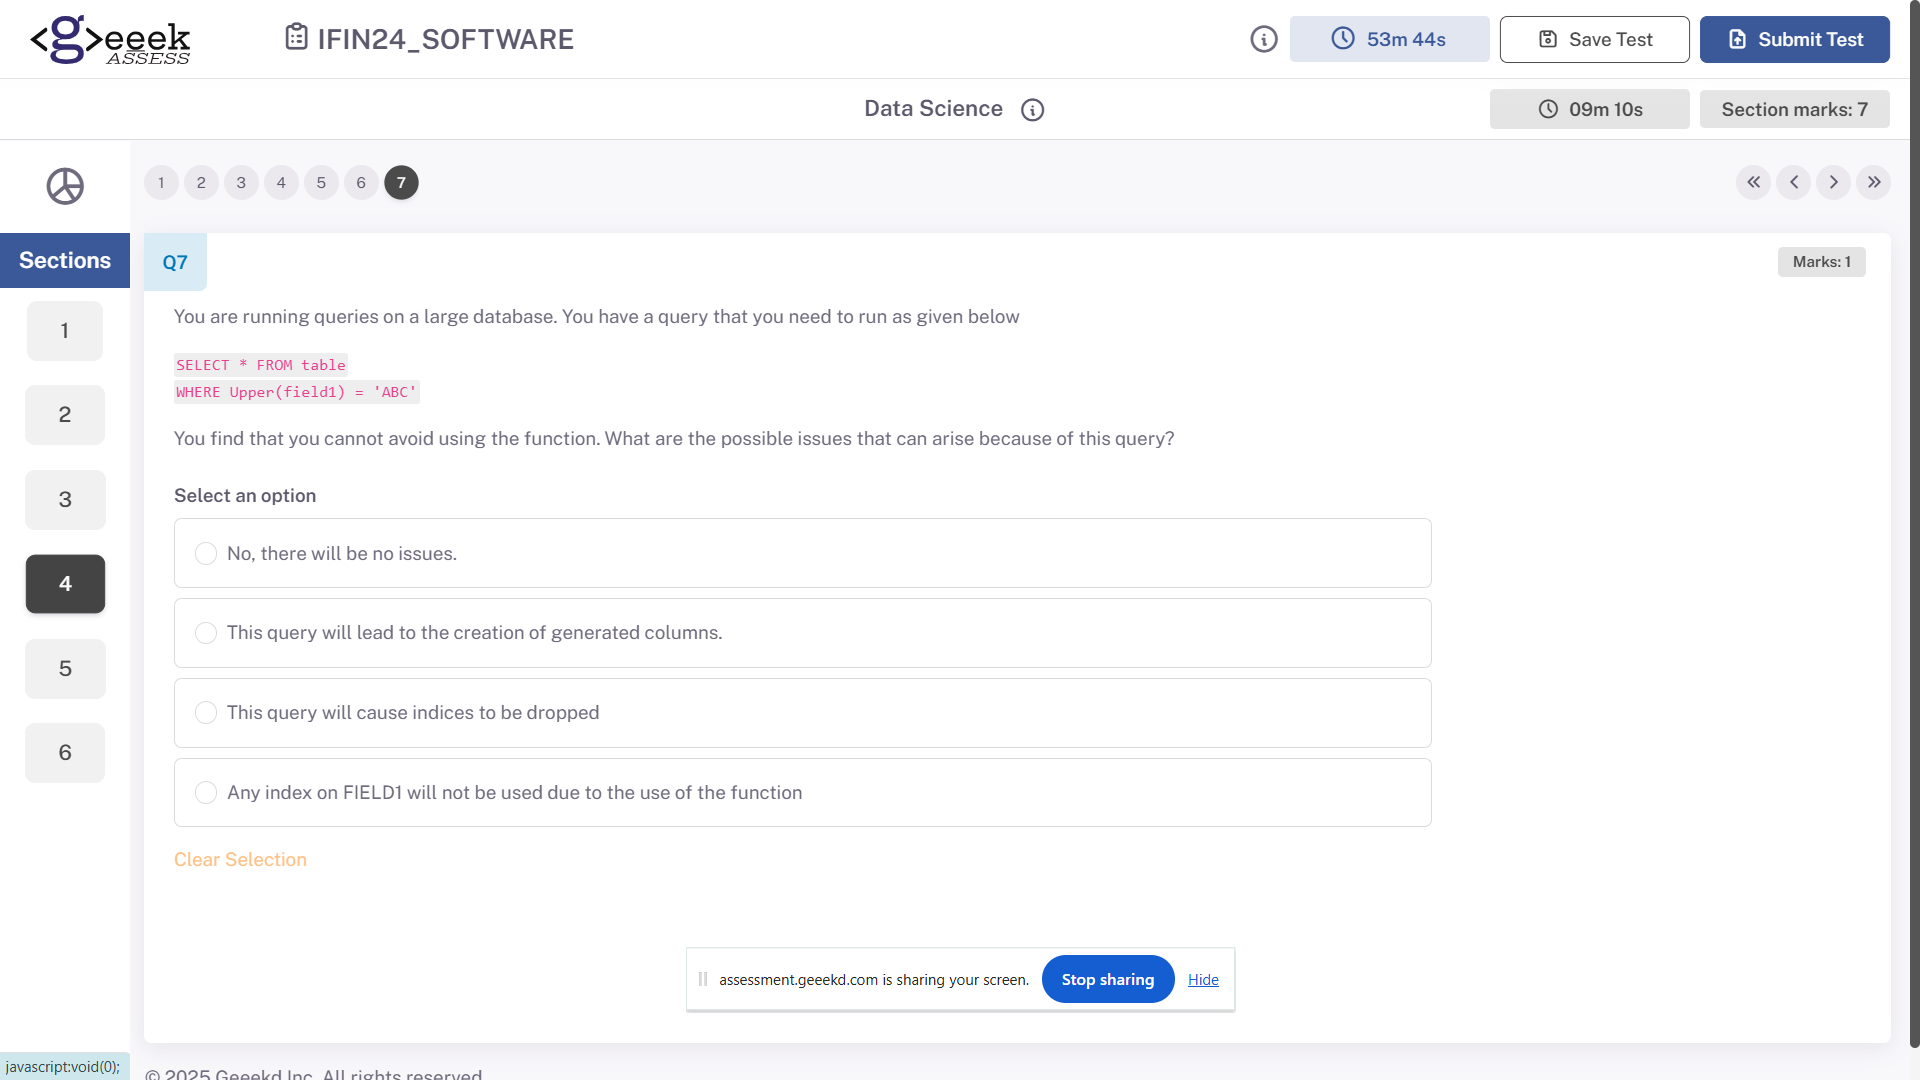 <g>eeek
ASSESS
IFIN24_SOFTWARE
53m 44s
Save Test
Submit Test
Data Science
09m 10s
Section marks: 7
1 2 3 4 5 6 7
Sections
1
2
3
4
5
6
Q7
Marks: 1
You are running queries on a large database. You have a query that you need to run as given below
SELECT * FROM table
WHERE Upper(field1) = 'ABC'
You find that you cannot avoid using the function. What are the possible issues that can arise because of this query?
Select an option
No, there will be no issues.
This query will lead to the creation of generated columns.
This query will cause indices to be dropped
Any index on FIELD1 will not be used due to the use of the function
Clear Selection
assessment.geeekd.com is sharing your screen.
Stop sharing
Hide
javascript:void(0);
© 2025 Geeekd Inc. All rights reserved